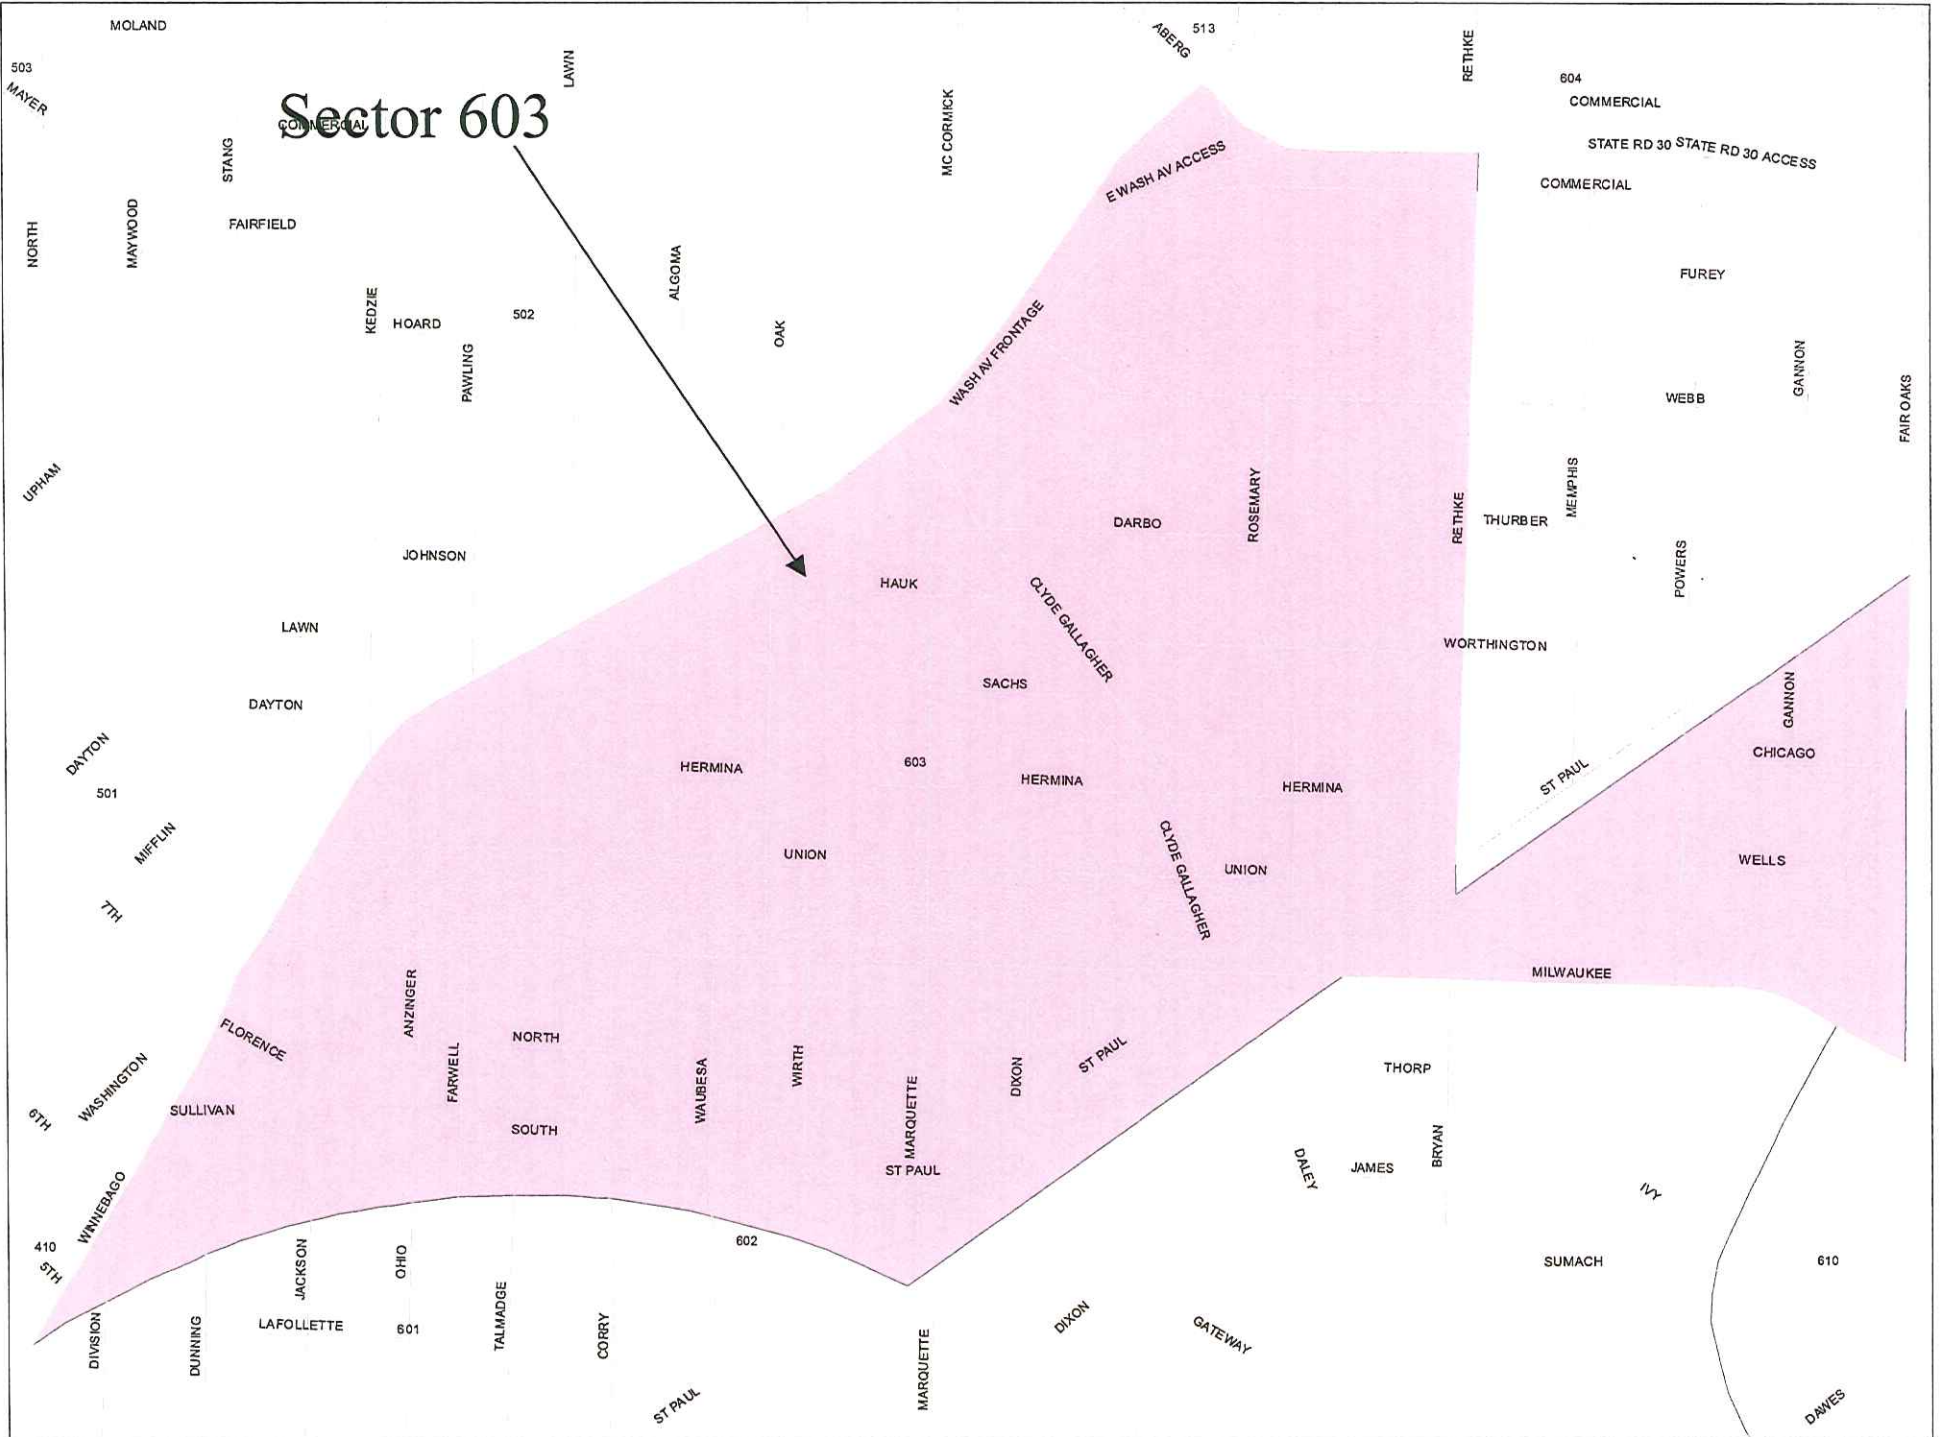 MOLAND
ABERG
513
503
MAYER
LAWN
RETHKE
604
COMMERCIAL
Sector 603
COMMERCIAL
MC CORMICK
STATE RD 30
STATE RD 30 ACCESS
STANG
E WASH AV ACCESS
COMMERCIAL
NORTH
MAYWOOD
FAIRFIELD
ALGOMA
FUREY
KEDZIE
HOARD
502
OAK
WASH AV FRONTAGE
PAWLING
GANNON
WEBB
FAIR OAKS
UPHAM
ROSEMARY
DARBO
RETHKE
THURBER
MEMPHIS
JOHNSON
POWERS
HAUK
CLYDE GALLAGHER
LAWN
WORTHINGTON
SACHS
DAYTON
GANNON
DAYTON
CHICAGO
HERMINA
603
HERMINA
HERMINA
ST PAUL
501
MIFFLIN
UNION
CLYDE GALLAGHER
UNION
WELLS
7TH
MILWAUKEE
ANZINGER
FLORENCE
NORTH
WASHINGTON
FARWELL
WAUBESA
WIRTH
DIXON
ST PAUL
THORP
6TH
SULLIVAN
SOUTH
MARQUETTE
ST PAUL
DALEY
JAMES
BRYAN
IVY
WINNEBAGO
410
5TH
JACKSON
OHIO
602
SUMACH
610
DIVISION
DUNNING
LAFOLLETTE
601
TALMADGE
CORRY
DIXON
GATEWAY
MARQUETTE
ST PAUL
DAWES